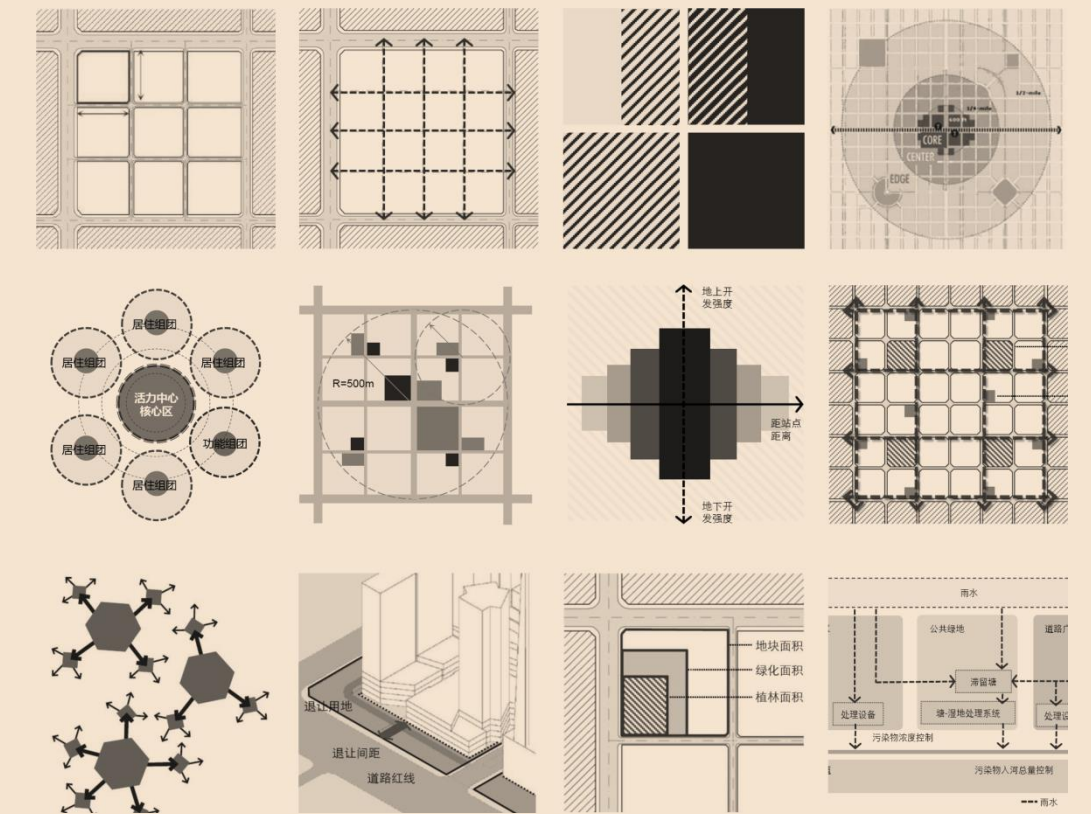 1/2-mile
1/4-mile
CORE
CENTER
EDGE
居住组团
居住组团
居住组团
活力中心
核心区
居住组团
功能组团
居住组团
R=500m
地上开
发强度
距站点
距离
地下开
发强度
退让用地
退让间距
道路红线
地块面积
绿化面积
植林面积
雨水
公共绿地
道路广
滞留塘
处理设备
塘-湿地处理系统
处理设
污染物浓度控制
污染物入河总量控制
雨水